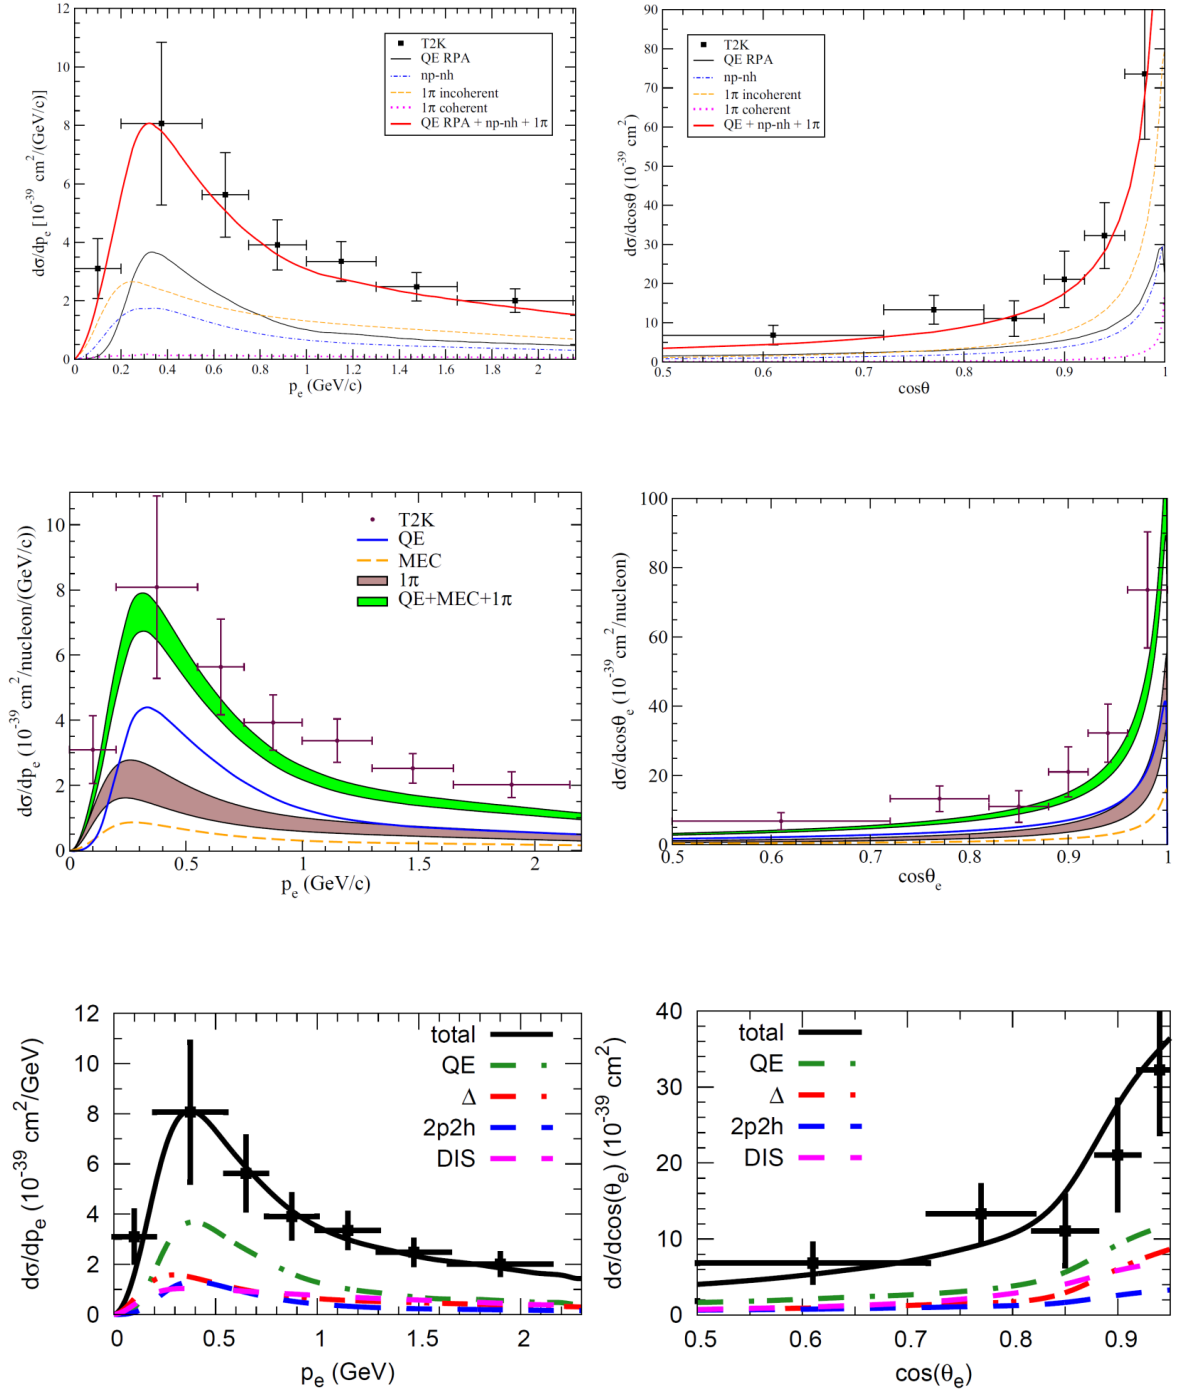 12
10
8
6
4
2
0
dσ/dp_e [10^-39 cm^2/(GeV/c)]
T2K
QE RPA
np-nh
1π incoherent
1π coherent
QE RPA + np-nh + 1π
0 0.2 0.4 0.6 0.8 1 1.2 1.4 1.6 1.8 2
p_e (GeV/c)
90
80
70
60
50
40
30
20
10
0
dσ/dcosθ (10^-39 cm^2)
T2K
QE RPA
np-nh
1π incoherent
1π coherent
QE + np-nh + 1π
0.5 0.6 0.7 0.8 0.9 1
cosθ
10
8
6
4
2
0
dσ/dp_e (10^-39 cm^2/nucleon/(GeV/c))
T2K
QE
MEC
1π
QE+MEC+1π
0 0.5 1 1.5 2
p_e (GeV/c)
100
80
60
40
20
0
dσ/dcosθ_e (10^-39 cm^2/nucleon)
0.5 0.6 0.7 0.8 0.9 1
cosθ_e
12
10
8
6
4
2
0
dσ/dp_e (10^-39 cm^2/GeV)
total
QE
Δ
2p2h
DIS
0 0.5 1 1.5 2
p_e (GeV)
40
30
20
10
0
dσ/dcos(θ_e) (10^-39 cm^2)
total
QE
Δ
2p2h
DIS
0.5 0.6 0.7 0.8 0.9
cos(θ_e)